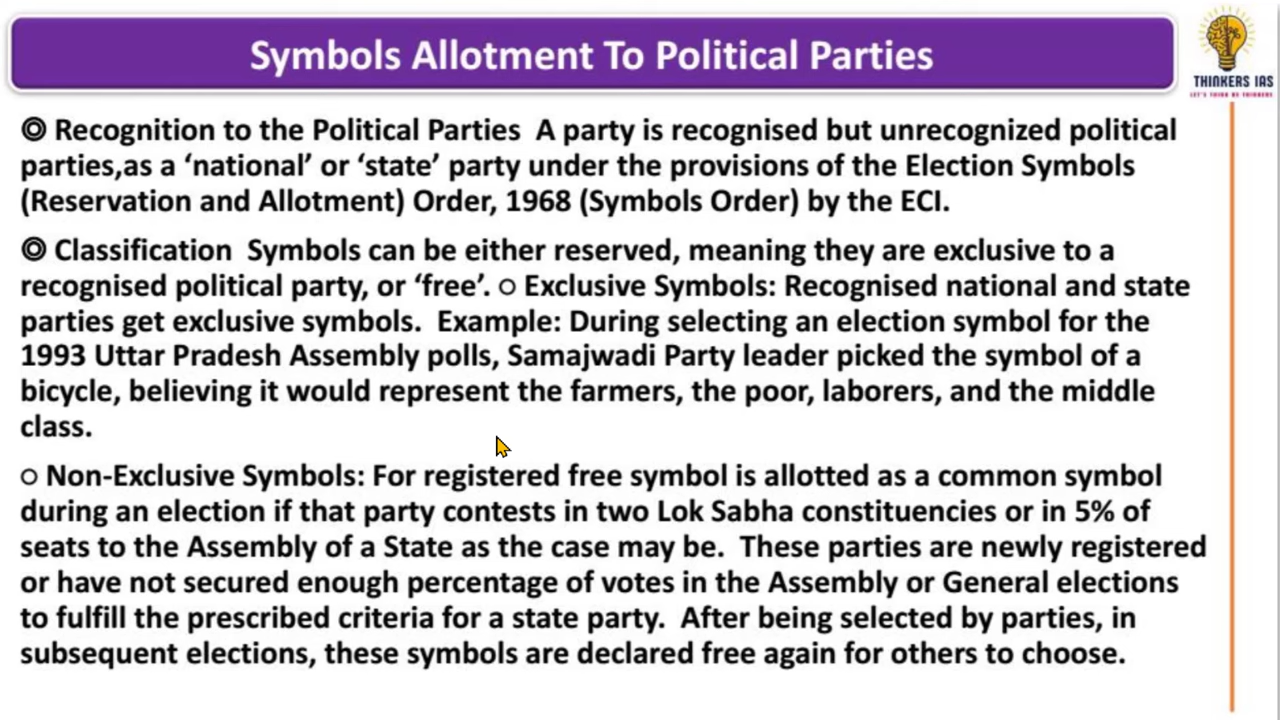 Symbols Allotment To Political Parties
THINKERS IAS
LET'S THINK BE THINKERS
◎ Recognition to the Political Parties A party is recognised but unrecognized political
parties,as a ‘national’ or ‘state’ party under the provisions of the Election Symbols
(Reservation and Allotment) Order, 1968 (Symbols Order) by the ECI.
◎ Classification Symbols can be either reserved, meaning they are exclusive to a
recognised political party, or ‘free’. ○ Exclusive Symbols: Recognised national and state
parties get exclusive symbols. Example: During selecting an election symbol for the
1993 Uttar Pradesh Assembly polls, Samajwadi Party leader picked the symbol of a
bicycle, believing it would represent the farmers, the poor, laborers, and the middle
class.
○ Non-Exclusive Symbols: For registered free symbol is allotted as a common symbol
during an election if that party contests in two Lok Sabha constituencies or in 5% of
seats to the Assembly of a State as the case may be. These parties are newly registered
or have not secured enough percentage of votes in the Assembly or General elections
to fulfill the prescribed criteria for a state party. After being selected by parties, in
subsequent elections, these symbols are declared free again for others to choose.